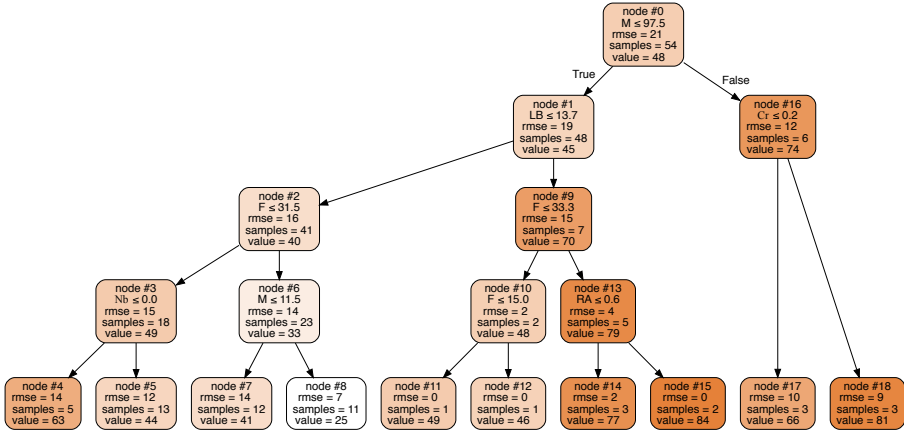 node #0
M ≤ 97.5
rmse = 21
samples = 54
value = 48
True
False
node #1
LB ≤ 13.7
rmse = 19
samples = 48
value = 45
node #16
Cr ≤ 0.2
rmse = 12
samples = 6
value = 74
node #2
F ≤ 31.5
rmse = 16
samples = 41
value = 40
node #9
F ≤ 33.3
rmse = 15
samples = 7
value = 70
node #3
Nb ≤ 0.0
rmse = 15
samples = 18
value = 49
node #6
M ≤ 11.5
rmse = 14
samples = 23
value = 33
node #10
F ≤ 15.0
rmse = 2
samples = 2
value = 48
node #13
RA ≤ 0.6
rmse = 4
samples = 5
value = 79
node #4
rmse = 14
samples = 5
value = 63
node #5
rmse = 12
samples = 13
value = 44
node #7
rmse = 14
samples = 12
value = 41
node #8
rmse = 7
samples = 11
value = 25
node #11
rmse = 0
samples = 1
value = 49
node #12
rmse = 0
samples = 1
value = 46
node #14
rmse = 2
samples = 3
value = 77
node #15
rmse = 0
samples = 2
value = 84
node #17
rmse = 10
samples = 3
value = 66
node #18
rmse = 9
samples = 3
value = 81